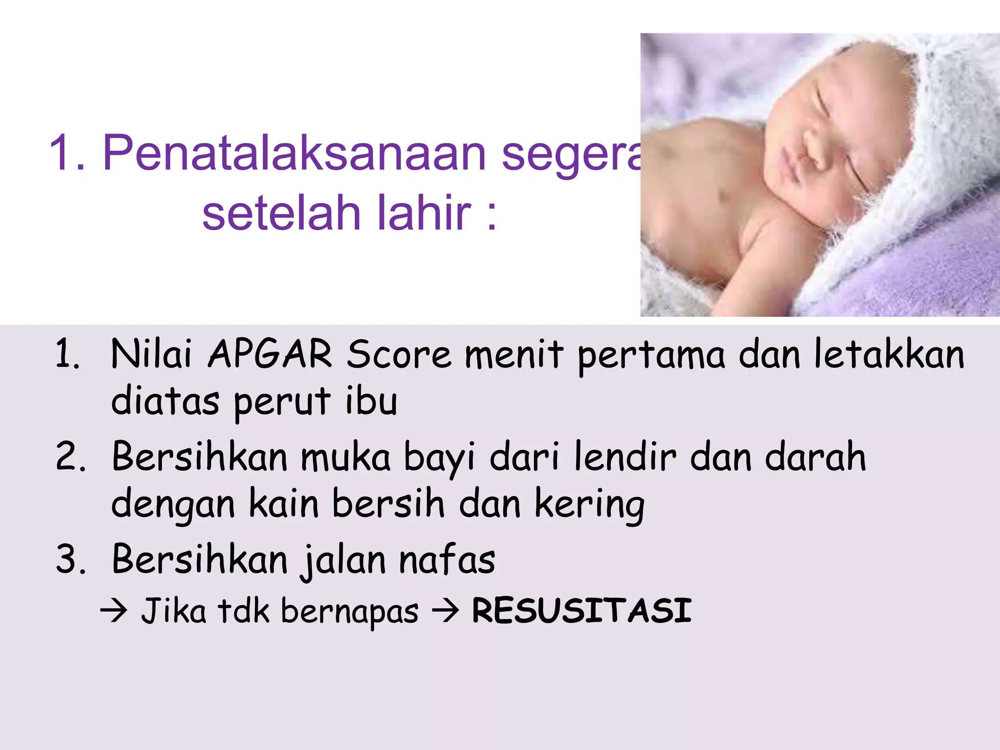 1. Penatalaksanaan segera
setelah lahir :
1. Nilai APGAR Score menit pertama dan letakkan
diatas perut ibu
2. Bersihkan muka bayi dari lendir dan darah
dengan kain bersih dan kering
3. Bersihkan jalan nafas
→ Jika tdk bernapas → RESUSITASI